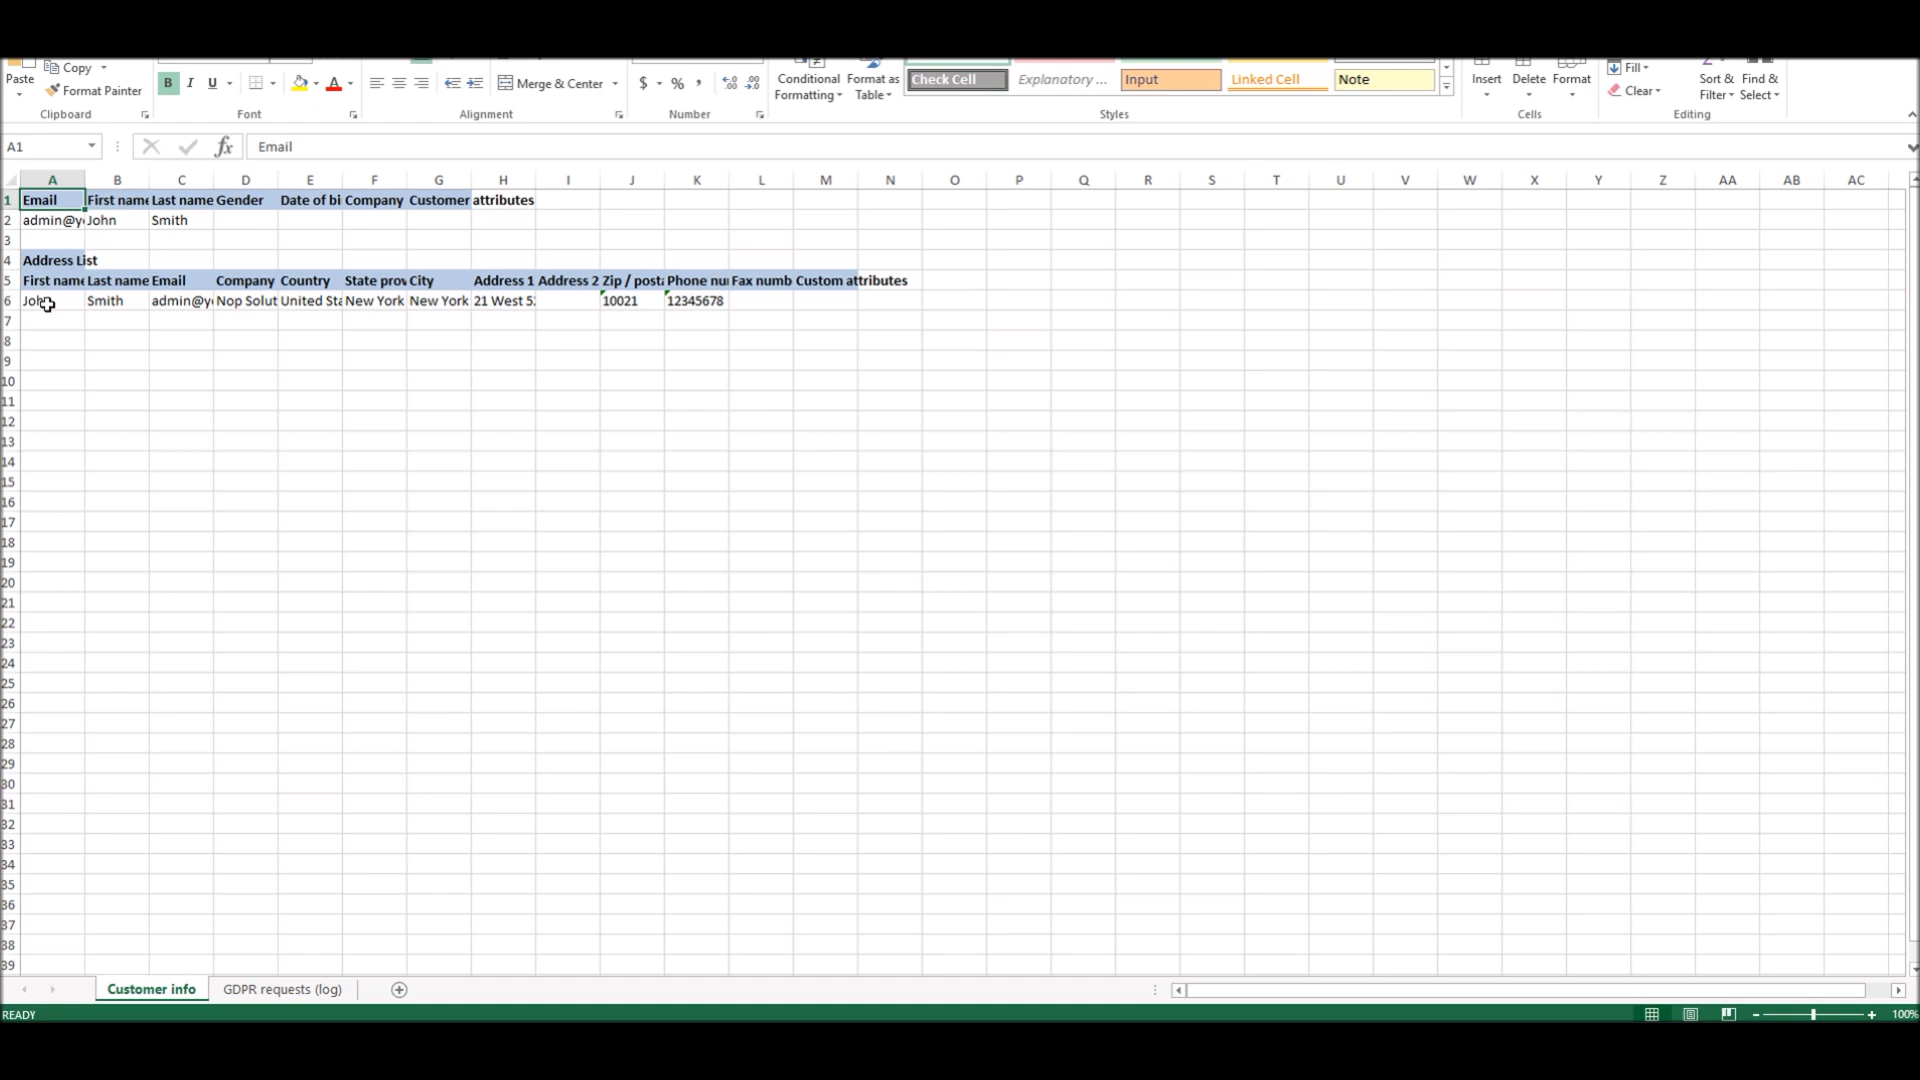 Paste Copy
Format Painter
B I U
Merge & Center
$ % ,
Conditional Formatting
Format as Table
Check Cell Explanatory ... Input Linked Cell Note
Insert Delete Format
Fill
Clear
Sort & Filter Find & Select
Clipboard Font Alignment Number Styles Cells Editing
A1 fx Email
A B C D E F G H I J K L M N O P Q R S T U V W X Y Z AA AB AC
1 Email First name Last name Gender Date of bi Company Customer attributes
2 admin@y John Smith
3
4 Address List
5 First name Last name Email Company Country State prov City Address 1 Address 2 Zip / posta Phone nu Fax numb Custom attributes
6 John Smith admin@y Nop Solut United Sta New York New York 21 West 5 10021 12345678
7
8
9
10
11
12
13
14
15
16
17
18
19
20
21
22
23
24
25
26
27
28
29
30
31
32
33
34
35
36
37
38
39
Customer info GDPR requests (log)
READY 100%